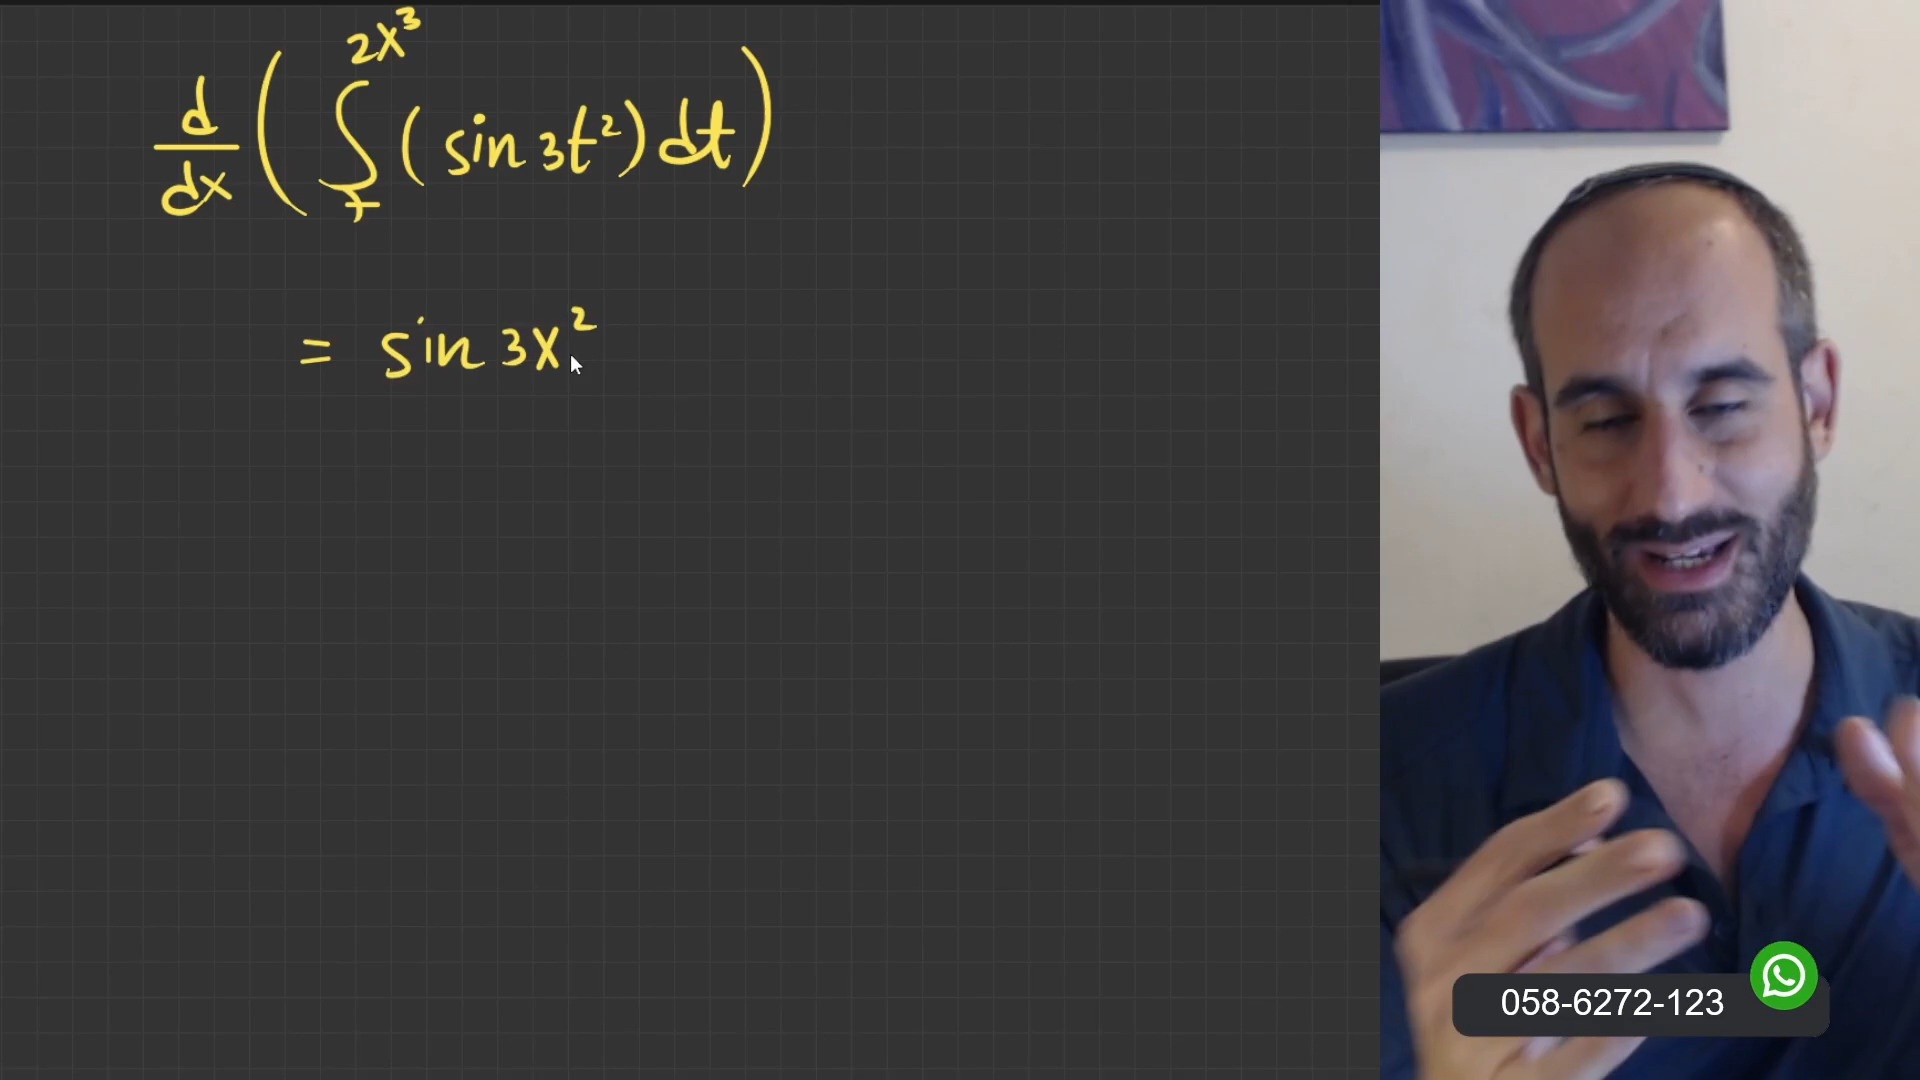 d/dx ( ∫_7^{2x³} (sin 3t²) dt )
= sin 3x²
058-6272-123